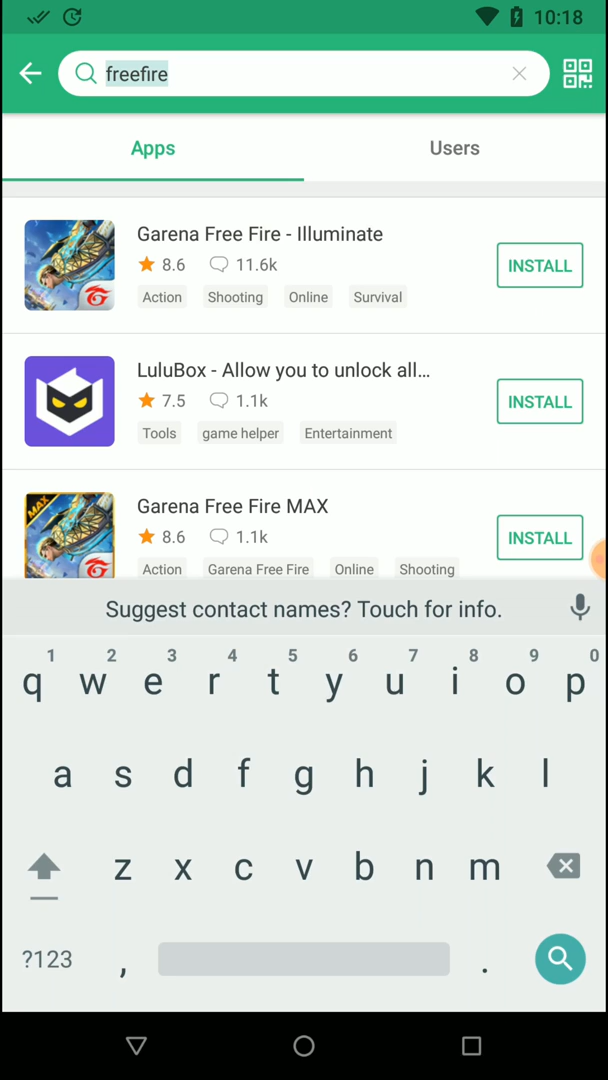 10:18
freefire
Apps
Users
Garena Free Fire - Illuminate
8.6 11.6k
INSTALL
Action Shooting Online Survival
LuluBox - Allow you to unlock all...
7.5 1.1k
INSTALL
Tools game helper Entertainment
MAX
Garena Free Fire MAX
8.6 1.1k
INSTALL
Action Garena Free Fire Online Shooting
Suggest contact names? Touch for info.
1 2 3 4 5 6 7 8 9 0
q w e r t y u i o p
a s d f g h j k l
z x c v b n m
?123 , .